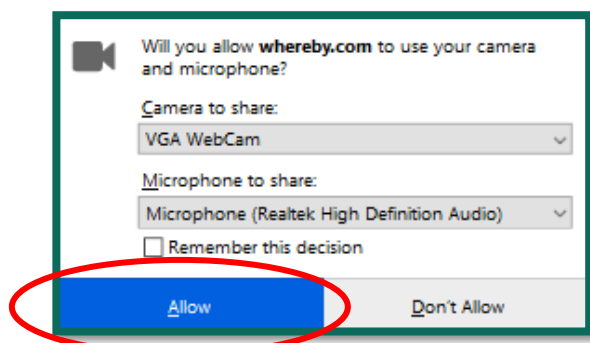 Will you allow whereby.com to use your camera
and microphone?
Camera to share:
VGA WebCam
Microphone to share:
Microphone (Realtek High Definition Audio)
Remember this decision
Allow
Don't Allow